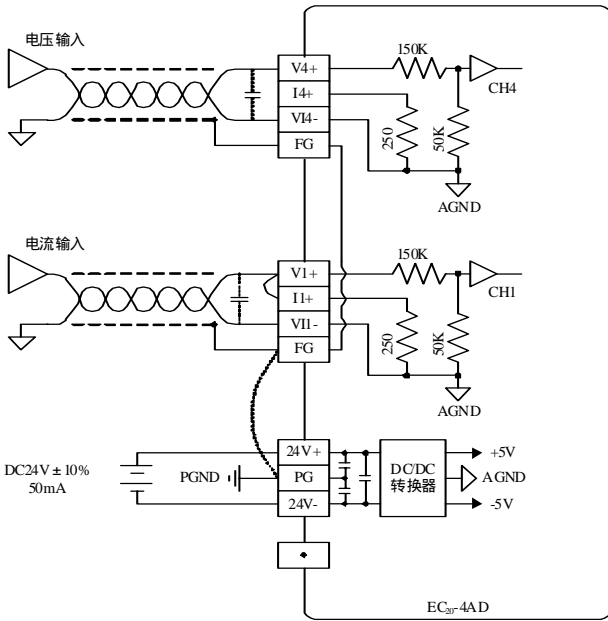 电压输入
V4+
I4+
VI4-
FG
150K
CH4
250
50K
AGND
电流输入
V1+
I1+
VI1-
FG
150K
CH1
250
50K
AGND
DC24V ± 10%
50mA
PGND
24V+
PG
24V-
DC/DC
转换器
+5V
AGND
-5V
EC₂₀-4AD